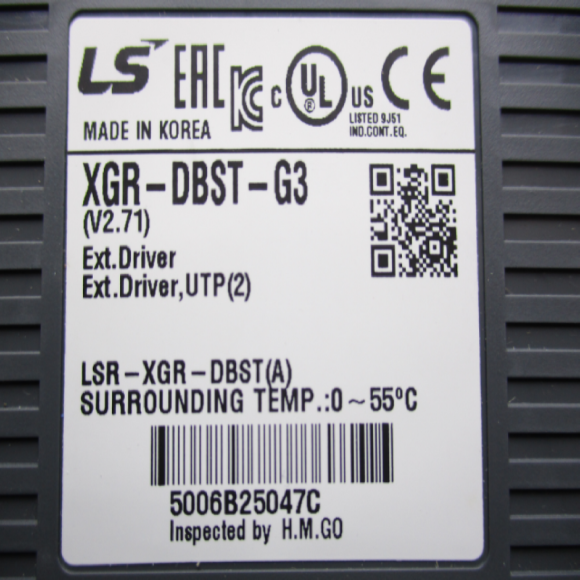 LS EAC KC c UL ® US CE
LISTED 9J51
IND.CONT.EQ.
MADE IN KOREA
XGR-DBST-G3
(V2.71)
Ext.Driver
Ext.Driver,UTP(2)
LSR-XGR-DBST(A)
SURROUNDING TEMP.:0~55°C
5006B25047C
Inspected by H.M.GO